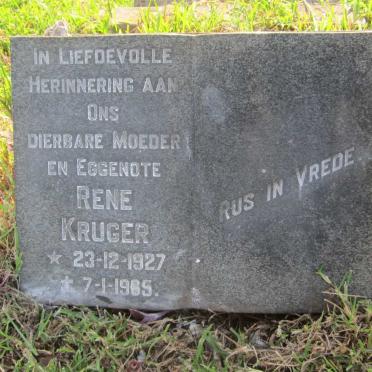 In Liefdevolle
Herinnering aan
Ons
dierbare Moeder
en Eggenote
Rene
Kruger
* 23-12-1927
† 7-1-1985.
Rus in Vrede.